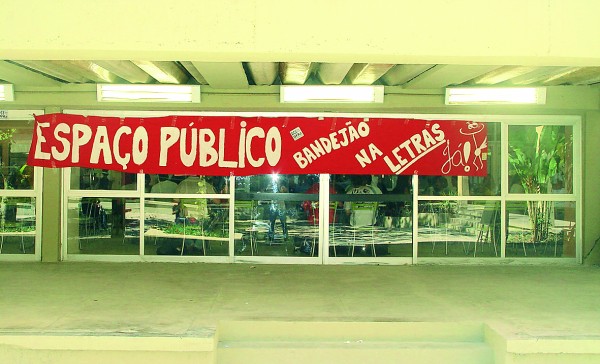 ESPAÇO PÚBLICO
BANDEJÃO
NA
LETRAS
já!